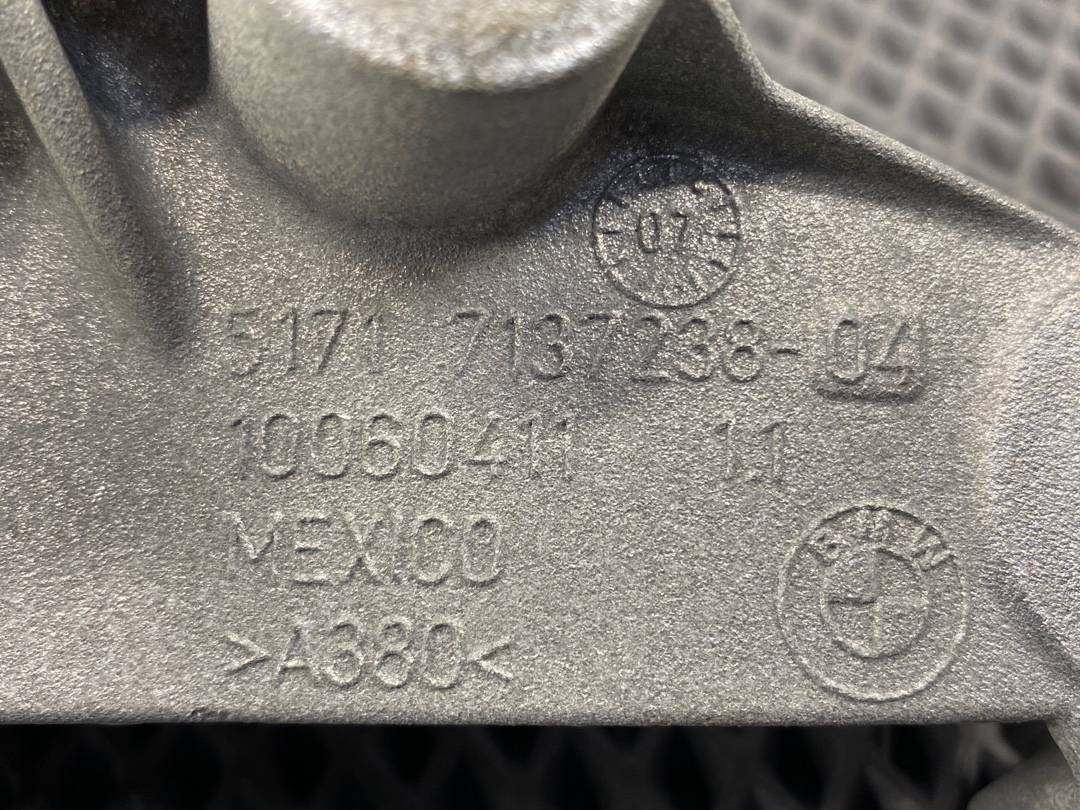 07
5171 7137238-04
10060411 1.1
MEXICO
>A380<
BMW